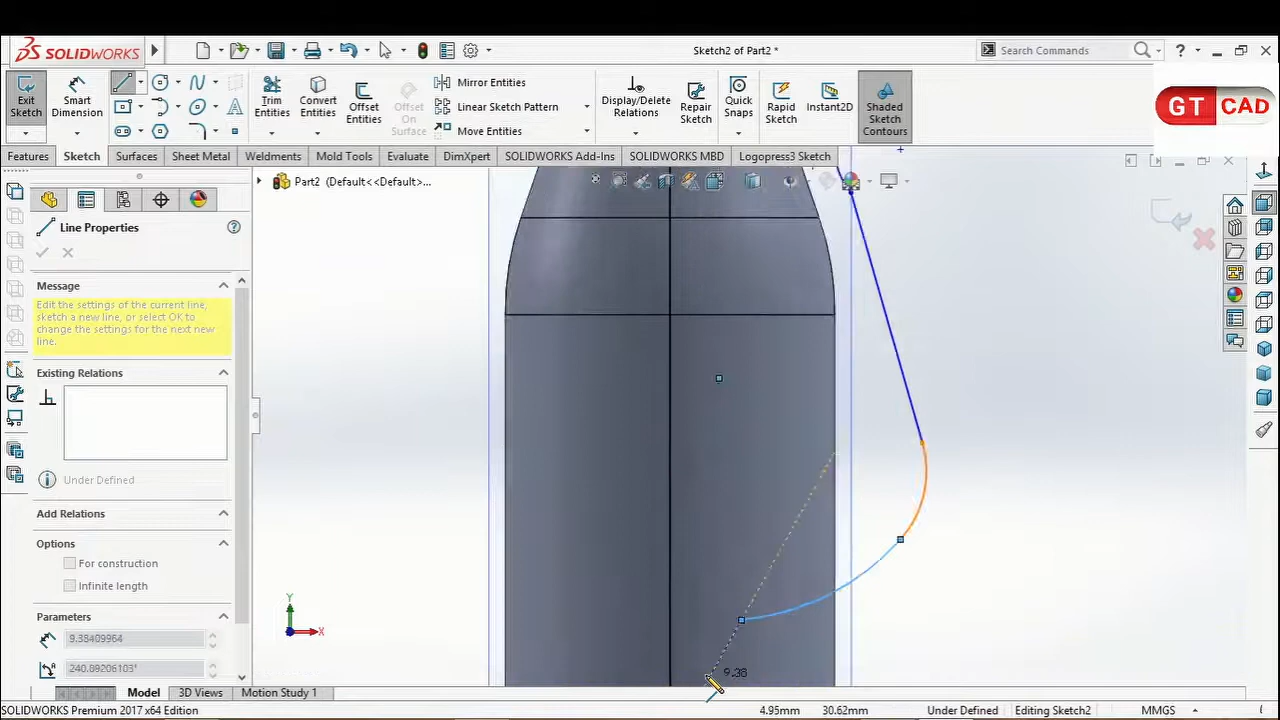 SOLIDWORKS
Sketch2 of Part2 *
Search Commands
?
GT CAD
Exit
Sketch
Smart
Dimension
Trim
Entities
Convert
Entities
Offset
Entities
Offset
On
Surface
Mirror Entities
Linear Sketch Pattern
Move Entities
Display/Delete
Relations
Repair
Sketch
Quick
Snaps
Rapid
Sketch
Instant2D
Shaded
Sketch
Contours
Features
Sketch
Surfaces
Sheet Metal
Weldments
Mold Tools
Evaluate
DimXpert
SOLIDWORKS Add-Ins
SOLIDWORKS MBD
Logopress3 Sketch
Part2 (Default<<Default>...
Line Properties
?
Message
Edit the settings of the current line,
sketch a new line, or select OK to
change the settings for the next new
line.
Existing Relations
Under Defined
Add Relations
Options
For construction
Infinite length
Parameters
9.38409964
240.89206103°
Y
X
9.38
Model
3D Views
Motion Study 1
SOLIDWORKS Premium 2017 x64 Edition
4.95mm
30.62mm
Under Defined
Editing Sketch2
MMGS